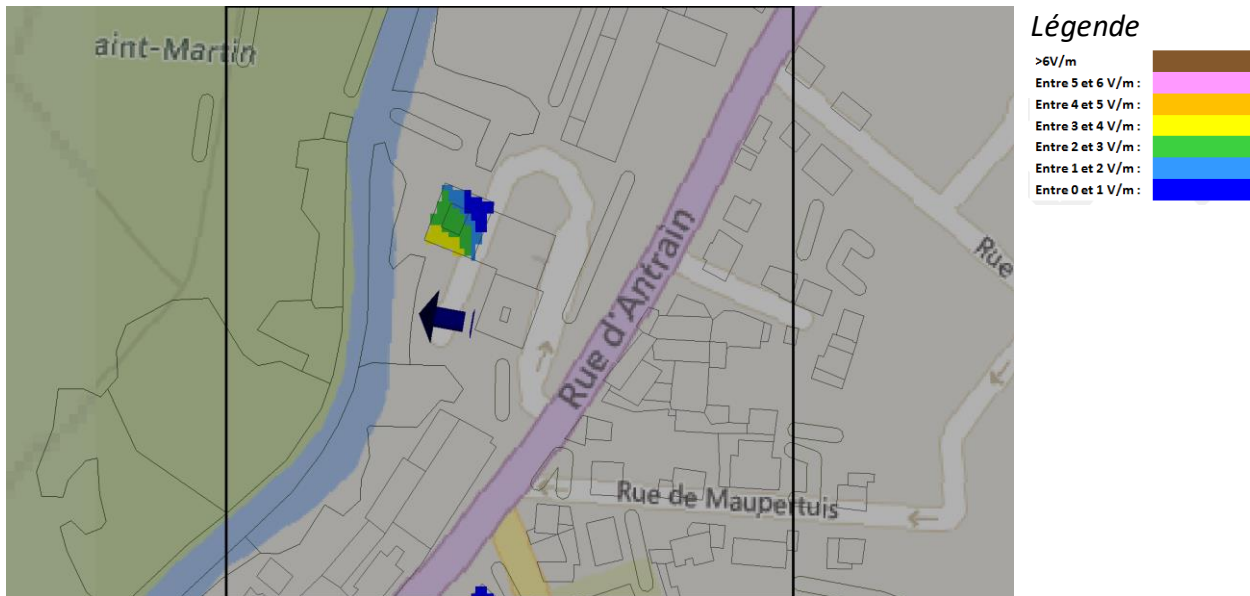 aint-Martin
Rue d'Antrain
Rue
Rue de Maupertuis
Légende
>6V/m
Entre 5 et 6 V/m :
Entre 4 et 5 V/m :
Entre 3 et 4 V/m :
Entre 2 et 3 V/m :
Entre 1 et 2 V/m :
Entre 0 et 1 V/m :